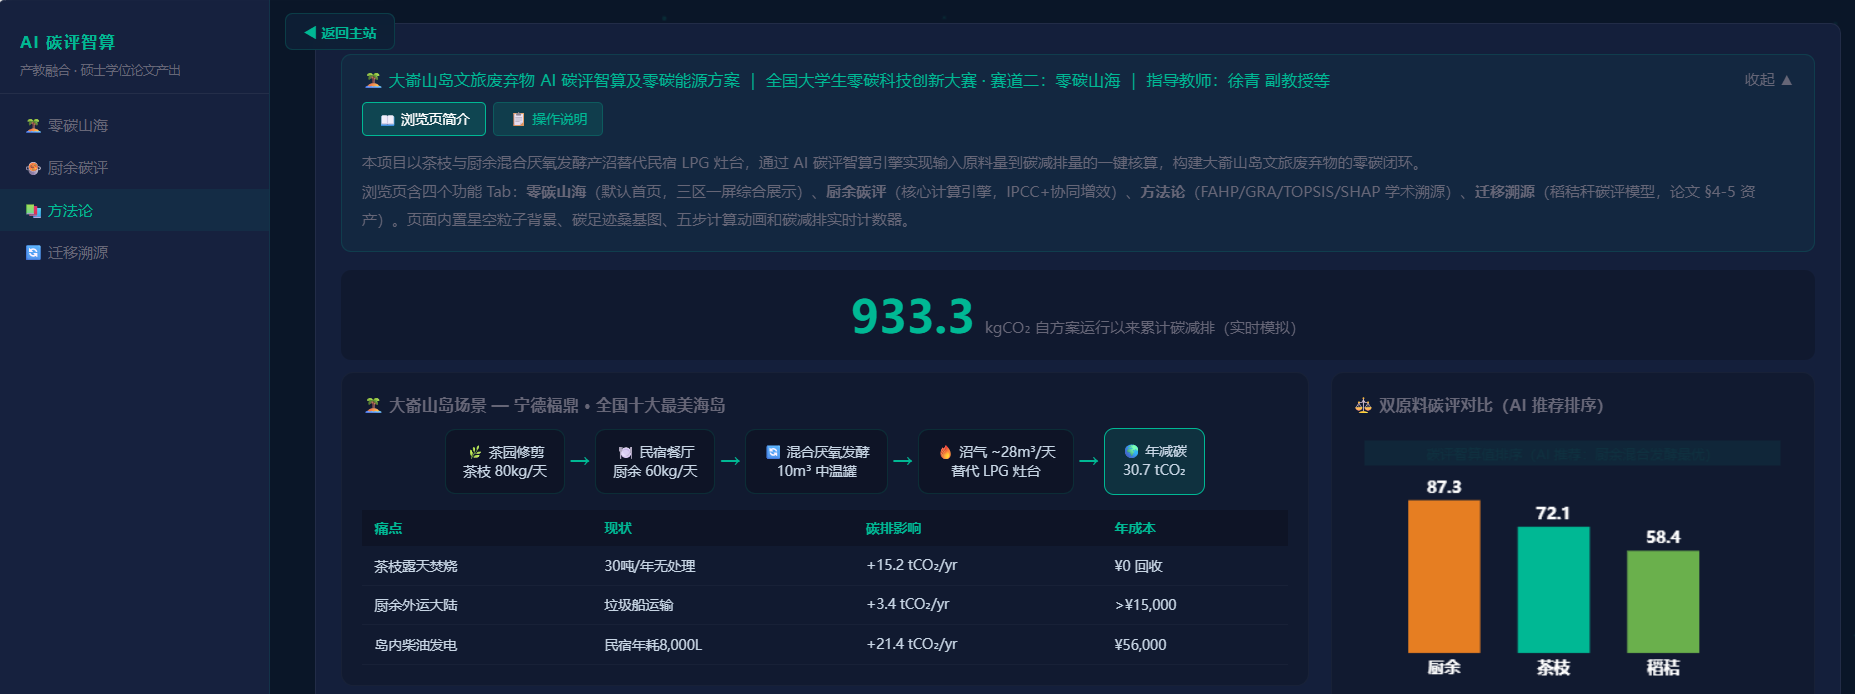 AI 碳评智算
产教融合 · 硕士学位论文产出
零碳山海
厨余碳评
方法论
迁移溯源
◀ 返回主站
大嵛山岛文旅废弃物 AI 碳评智算及零碳能源方案 | 全国大学生零碳科技创新大赛 · 赛道二：零碳山海 | 指导教师：徐青 副教授等
收起 ▲
浏览页简介
操作说明
本项目以茶枝与厨余混合厌氧发酵产沼替代民宿 LPG 灶台，通过 AI 碳评智算引擎实现输入原料量到碳减排量的一键核算，构建大嵛山岛文旅废弃物的零碳闭环。
浏览页含四个功能 Tab：零碳山海（默认首页，三区一屏综合展示）、厨余碳评（核心计算引擎，IPCC+协同增效）、方法论（FAHP/GRA/TOPSIS/SHAP 学术溯源）、迁移溯源（稻秸秆碳评模型，论文 §4-5 资
产）。页面内置星空粒子背景、碳足迹桑基图、五步计算动画和碳减排实时计数器。
933.3 kgCO₂ 自方案运行以来累计碳减排（实时模拟）
大嵛山岛场景 — 宁德福鼎 • 全国十大最美海岛
茶园修剪
茶枝 80kg/天
→
民宿餐厅
厨余 60kg/天
→
混合厌氧发酵
10m³ 中温罐
→
沼气 ~28m³/天
替代 LPG 灶台
→
年减碳
30.7 tCO₂
痛点 现状 碳排影响 年成本
茶枝露天焚烧 30吨/年无处理 +15.2 tCO₂/yr ¥0 回收
厨余外运大陆 垃圾船运输 +3.4 tCO₂/yr >¥15,000
岛内柴油发电 民宿年耗8,000L +21.4 tCO₂/yr ¥56,000
双原料碳评对比（AI 推荐排序）
87.3
72.1
58.4
厨余
茶枝
稻秸